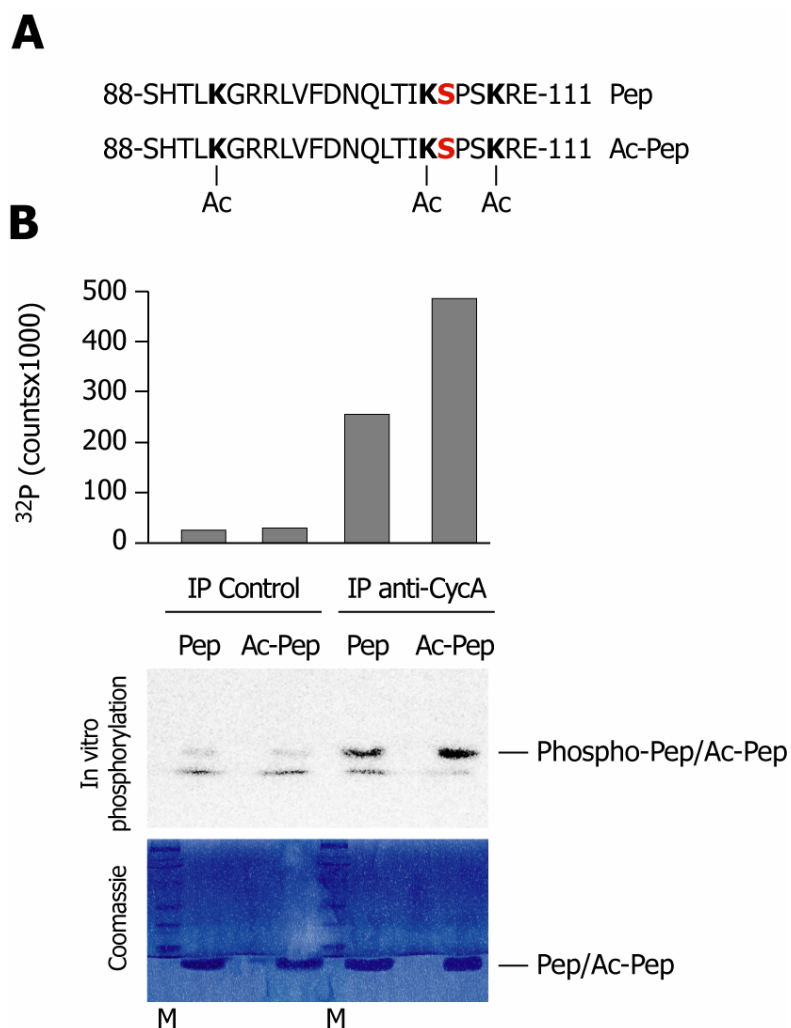 A
88-SHTLKGRRLVFDNQLTIKSPSKRE-111 Pep
88-SHTLKGRRLVFDNQLTIKSPSKRE-111 Ac-Pep
Ac Ac Ac
B
32P (countsx1000)
500
400
300
200
100
0
IP Control IP anti-CycA
Pep Ac-Pep Pep Ac-Pep
In vitro
phosphorylation
Phospho-Pep/Ac-Pep
Coomassie
Pep/Ac-Pep
M M